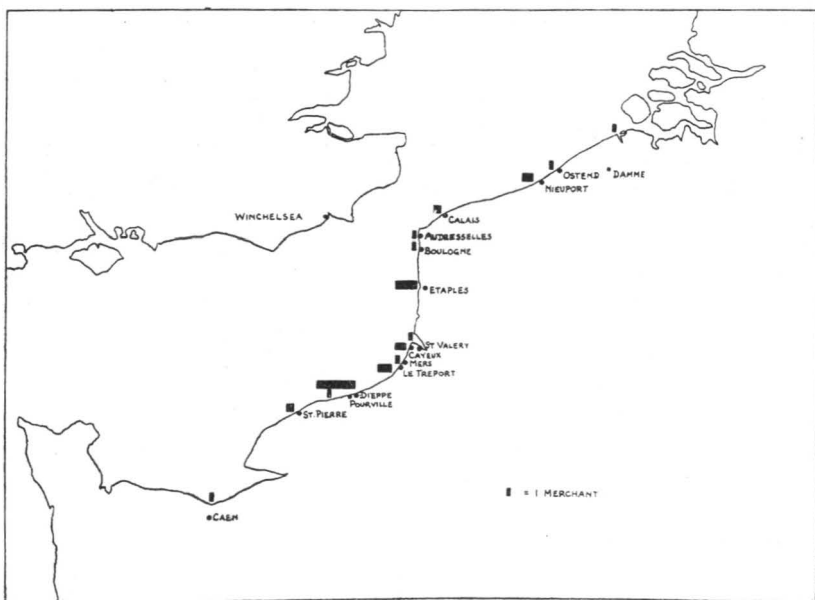 OSTEND
DAMME
NIEUPORT
WINCHELSEA
CALAIS
AUDRESSELLES
BOULOGNE
ETAPLES
ST VALERY
CAYEUX
MERS
LE TREPORT
DIEPPE
POURVILLE
ST. PIERRE
= 1 MERCHANT
CAEN